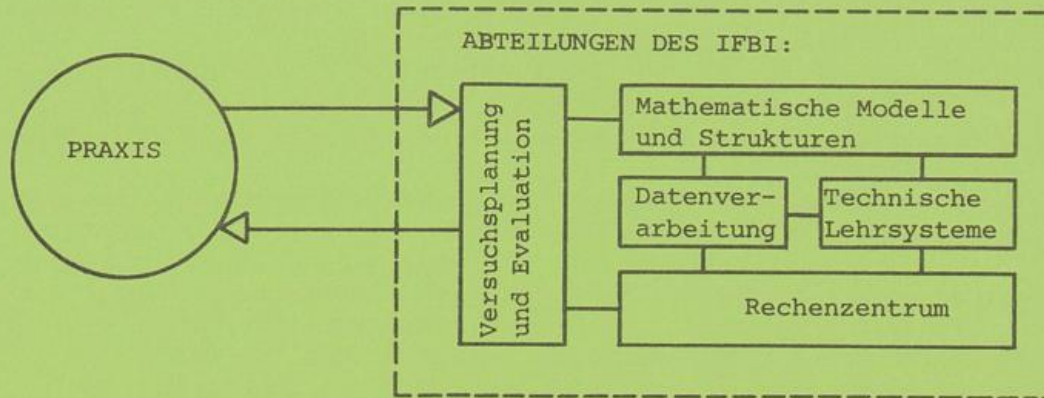 ABTEILUNGEN DES IFBI:
PRAXIS
Versuchsplanung
und Evaluation
Mathematische Modelle
und Strukturen
Datenver-
arbeitung
Technische
Lehrsysteme
Rechenzentrum